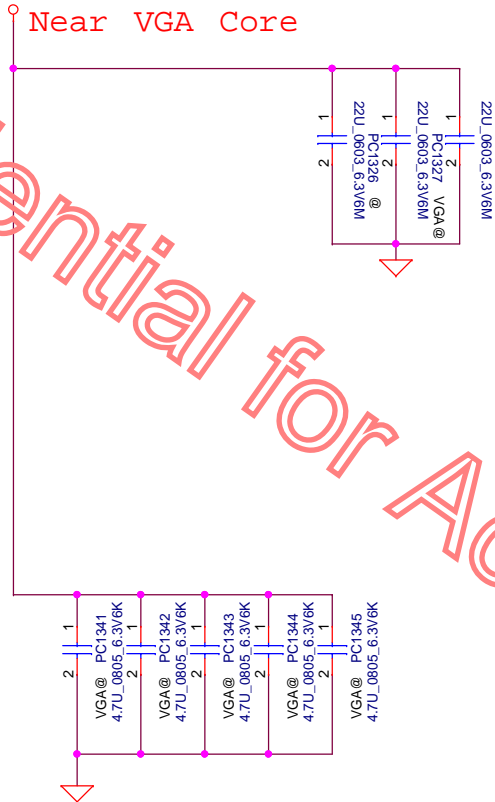 Near VGA Core
22U_0603_6.3V6M
VGA@
PC1327
22U_0603_6.3V6M
@
PC1326
22U_0603_6.3V6M
1
1
1
2
2
2
ential for Ac
1
1
1
1
1
2
2
2
2
2
VGA@ PC1341
4.7U_0805_6.3V6K
VGA@ PC1342
4.7U_0805_6.3V6K
VGA@ PC1343
4.7U_0805_6.3V6K
VGA@ PC1344
4.7U_0805_6.3V6K
VGA@ PC1345
4.7U_0805_6.3V6K